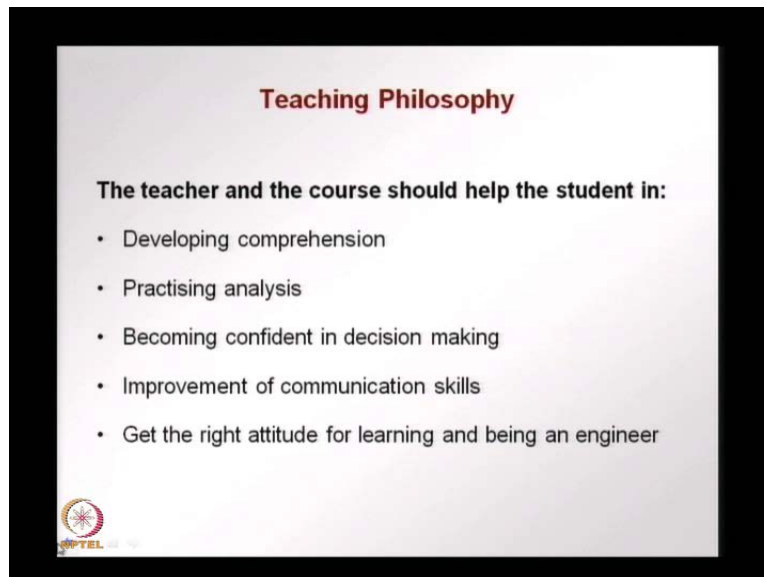 Teaching Philosophy
The teacher and the course should help the student in:
• Developing comprehension
• Practising analysis
• Becoming confident in decision making
• Improvement of communication skills
• Get the right attitude for learning and being an engineer
NPTEL